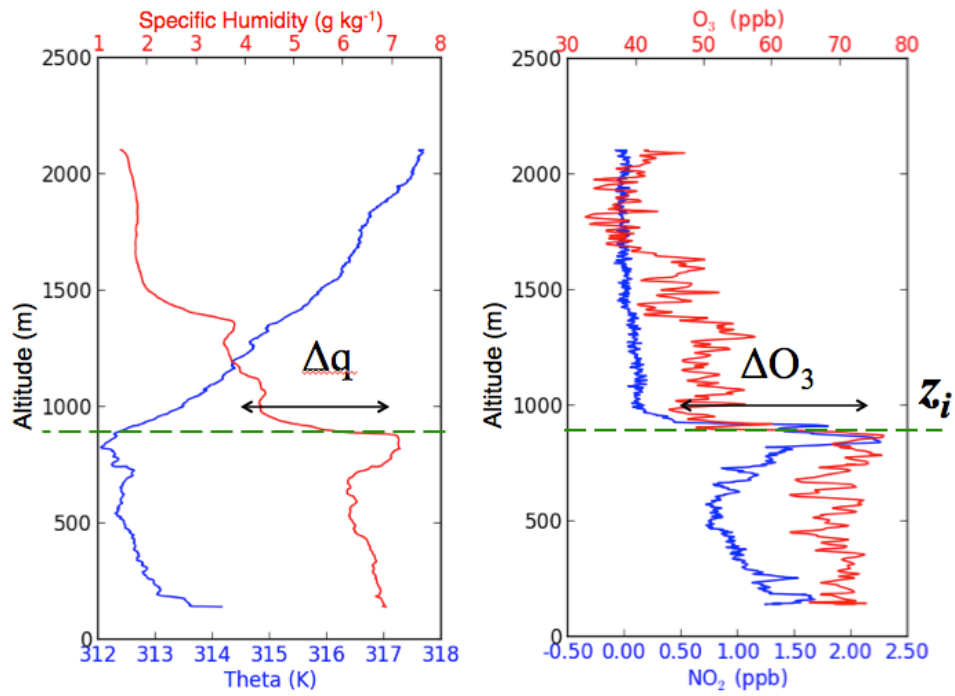 Specific Humidity (g kg⁻¹)
1 2 3 4 5 6 7 8
2500
2000
1500
1000
500
0
Altitude (m)
Δq
312 313 314 315 316 317 318
Theta (K)
O₃ (ppb)
30 40 50 60 70 80
2500
2000
1500
1000
500
0
Altitude (m)
ΔO₃
zᵢ
-0.50 0.00 0.50 1.00 1.50 2.00 2.50
NO₂ (ppb)